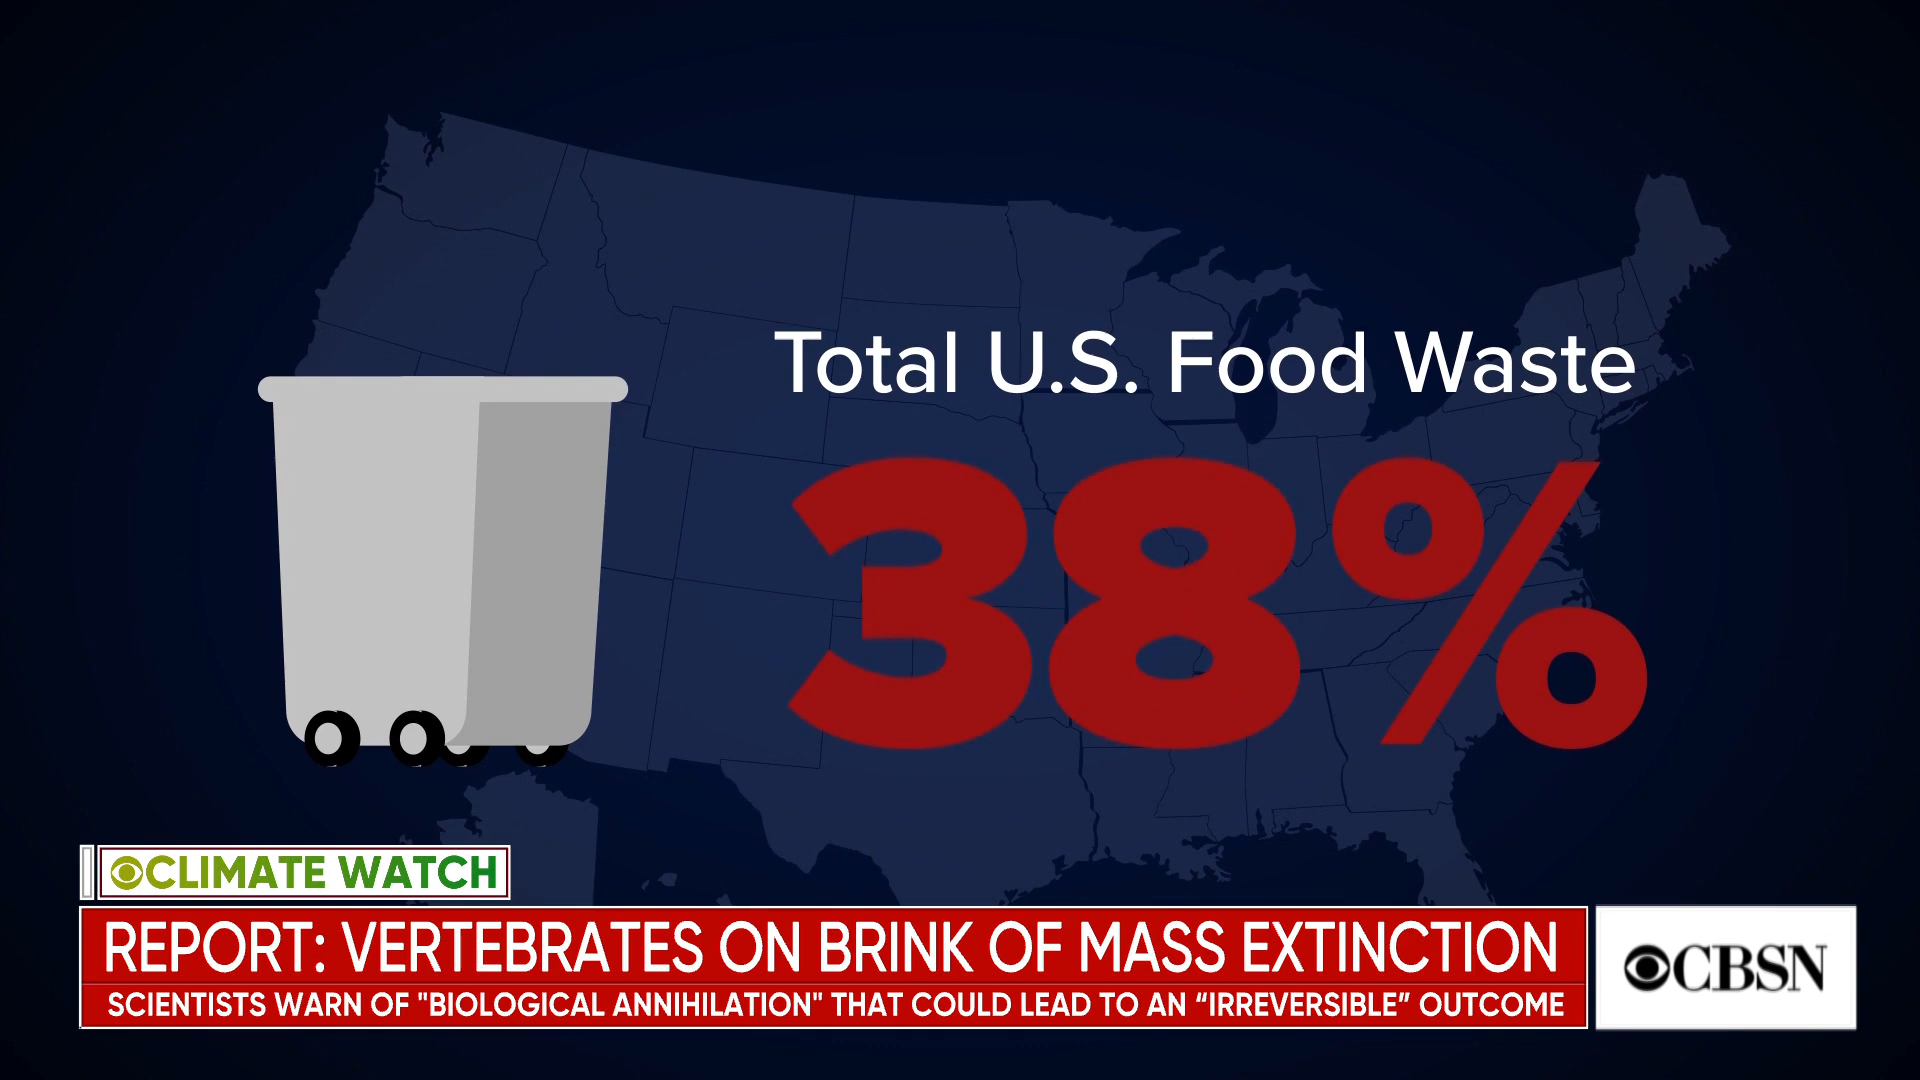 Total U.S. Food Waste
38%
CLIMATE WATCH
REPORT: VERTEBRATES ON BRINK OF MASS EXTINCTION
SCIENTISTS WARN OF "BIOLOGICAL ANNIHILATION" THAT COULD LEAD TO AN “IRREVERSIBLE” OUTCOME
CBSN